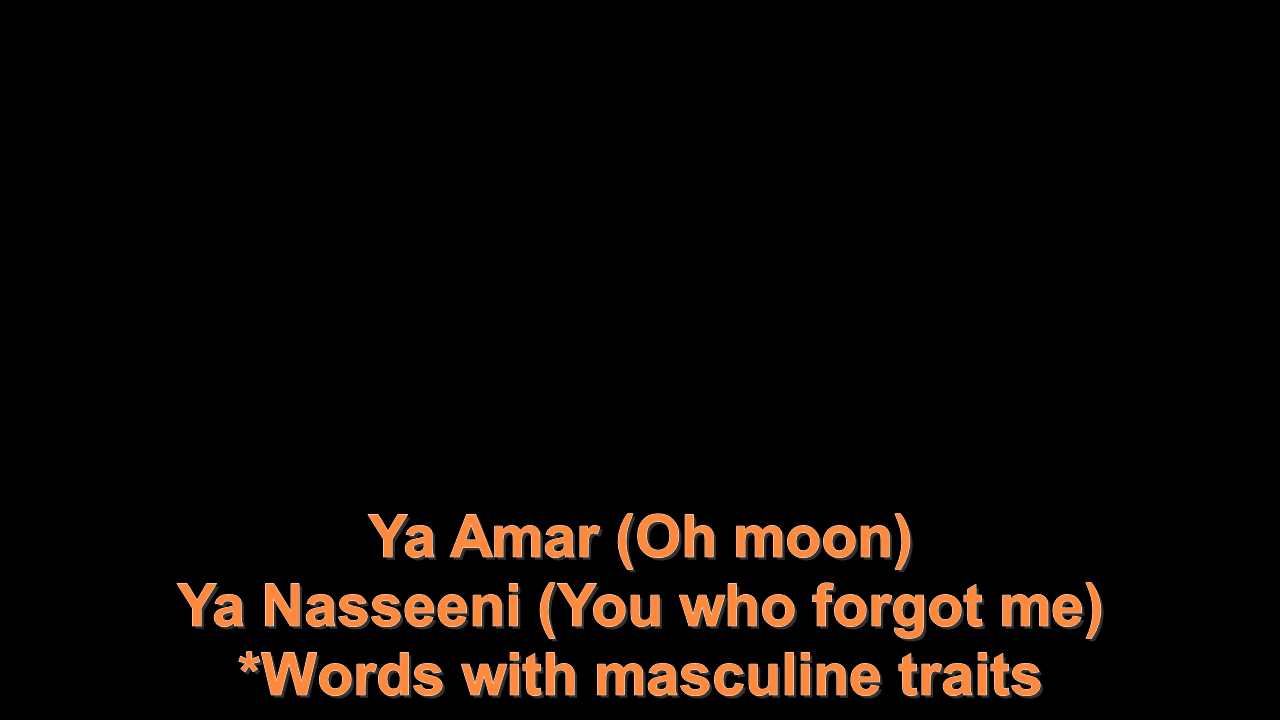 Ya Amar (Oh moon)
Ya Nasseeni (You who forgot me)
*Words with masculine traits